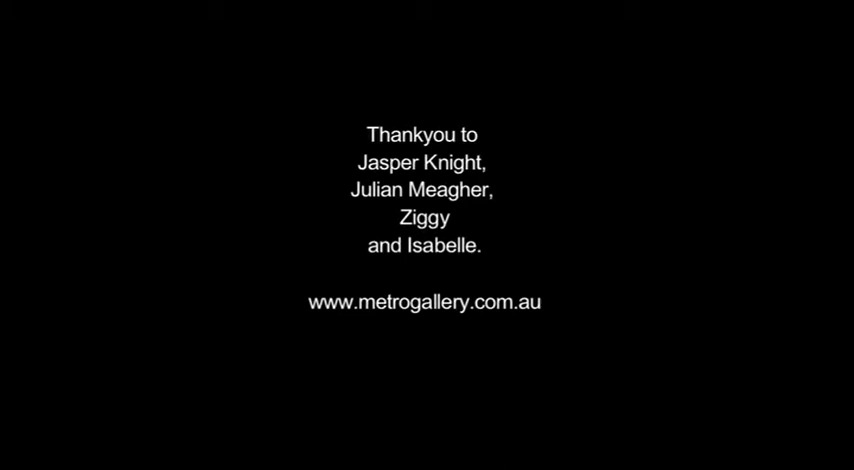 Thankyou to
Jasper Knight,
Julian Meagher,
Ziggy
and Isabelle.
www.metrogallery.com.au